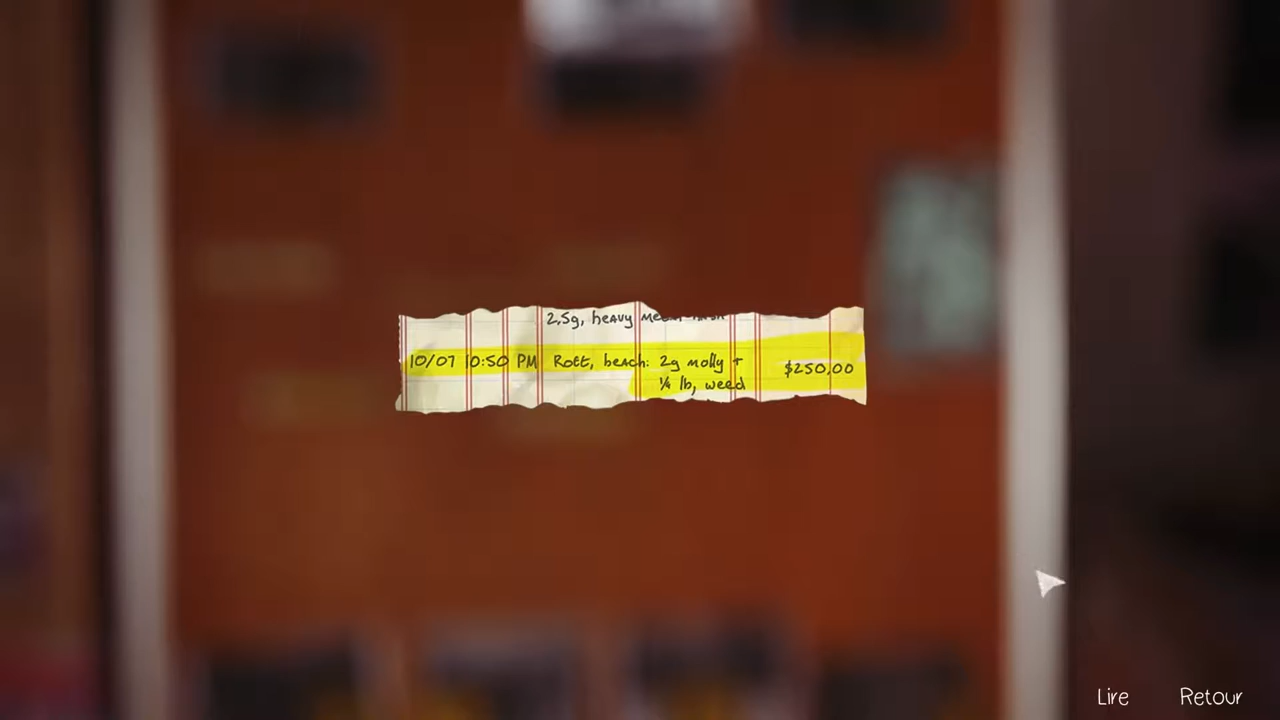 2.5g, heavy
10/07 10:50 PM Rott, beach: 2g molly + $250.00
¼ lb, weed
Lire Retour